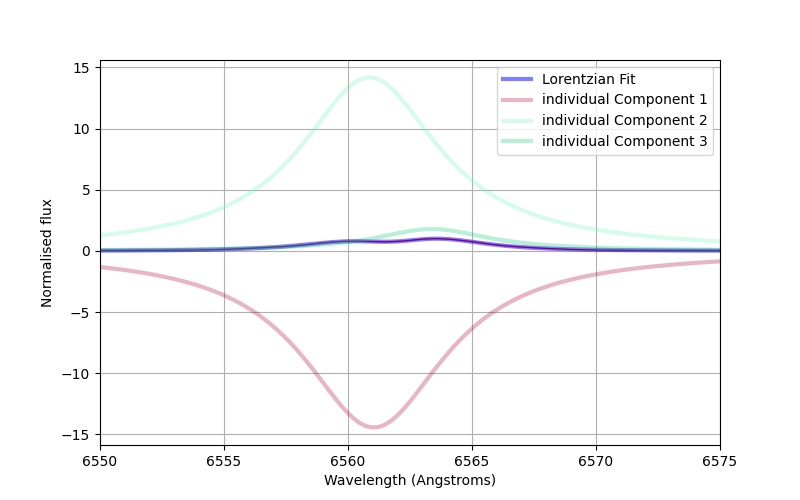 15
10
5
0
−5
−10
−15
Normalised flux
Lorentzian Fit
individual Component 1
individual Component 2
individual Component 3
6550 6555 6560 6565 6570 6575
Wavelength (Angstroms)